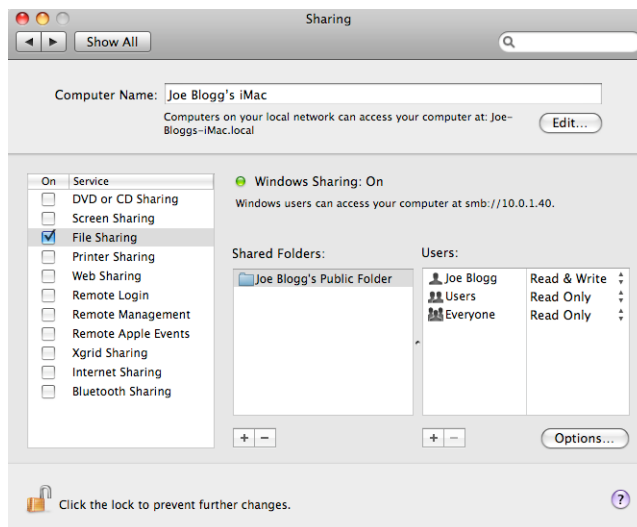 Sharing
Show All
Computer Name: Joe Blogg's iMac
Computers on your local network can access your computer at: Joe-
Bloggs-iMac.local
Edit...
On Service
DVD or CD Sharing
Screen Sharing
File Sharing
Printer Sharing
Web Sharing
Remote Login
Remote Management
Remote Apple Events
Xgrid Sharing
Internet Sharing
Bluetooth Sharing
Windows Sharing: On
Windows users can access your computer at smb://10.0.1.40.
Shared Folders:
Joe Blogg's Public Folder
Users:
Joe Blogg Read & Write
Users Read Only
Everyone Read Only
+ −
+ −
Options...
Click the lock to prevent further changes.
?